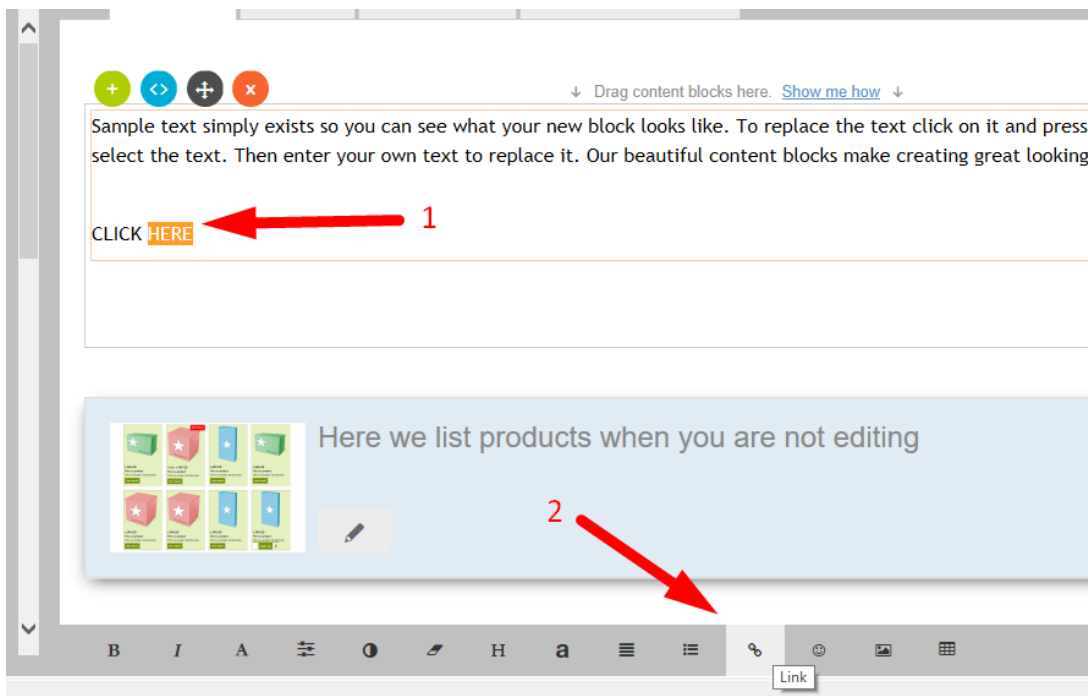 ↓ Drag content blocks here. Show me how ↓
Sample text simply exists so you can see what your new block looks like. To replace the text click on it and press
select the text. Then enter your own text to replace it. Our beautiful content blocks make creating great looking
1
CLICK HERE
Here we list products when you are not editing
2
B I A H a
Link